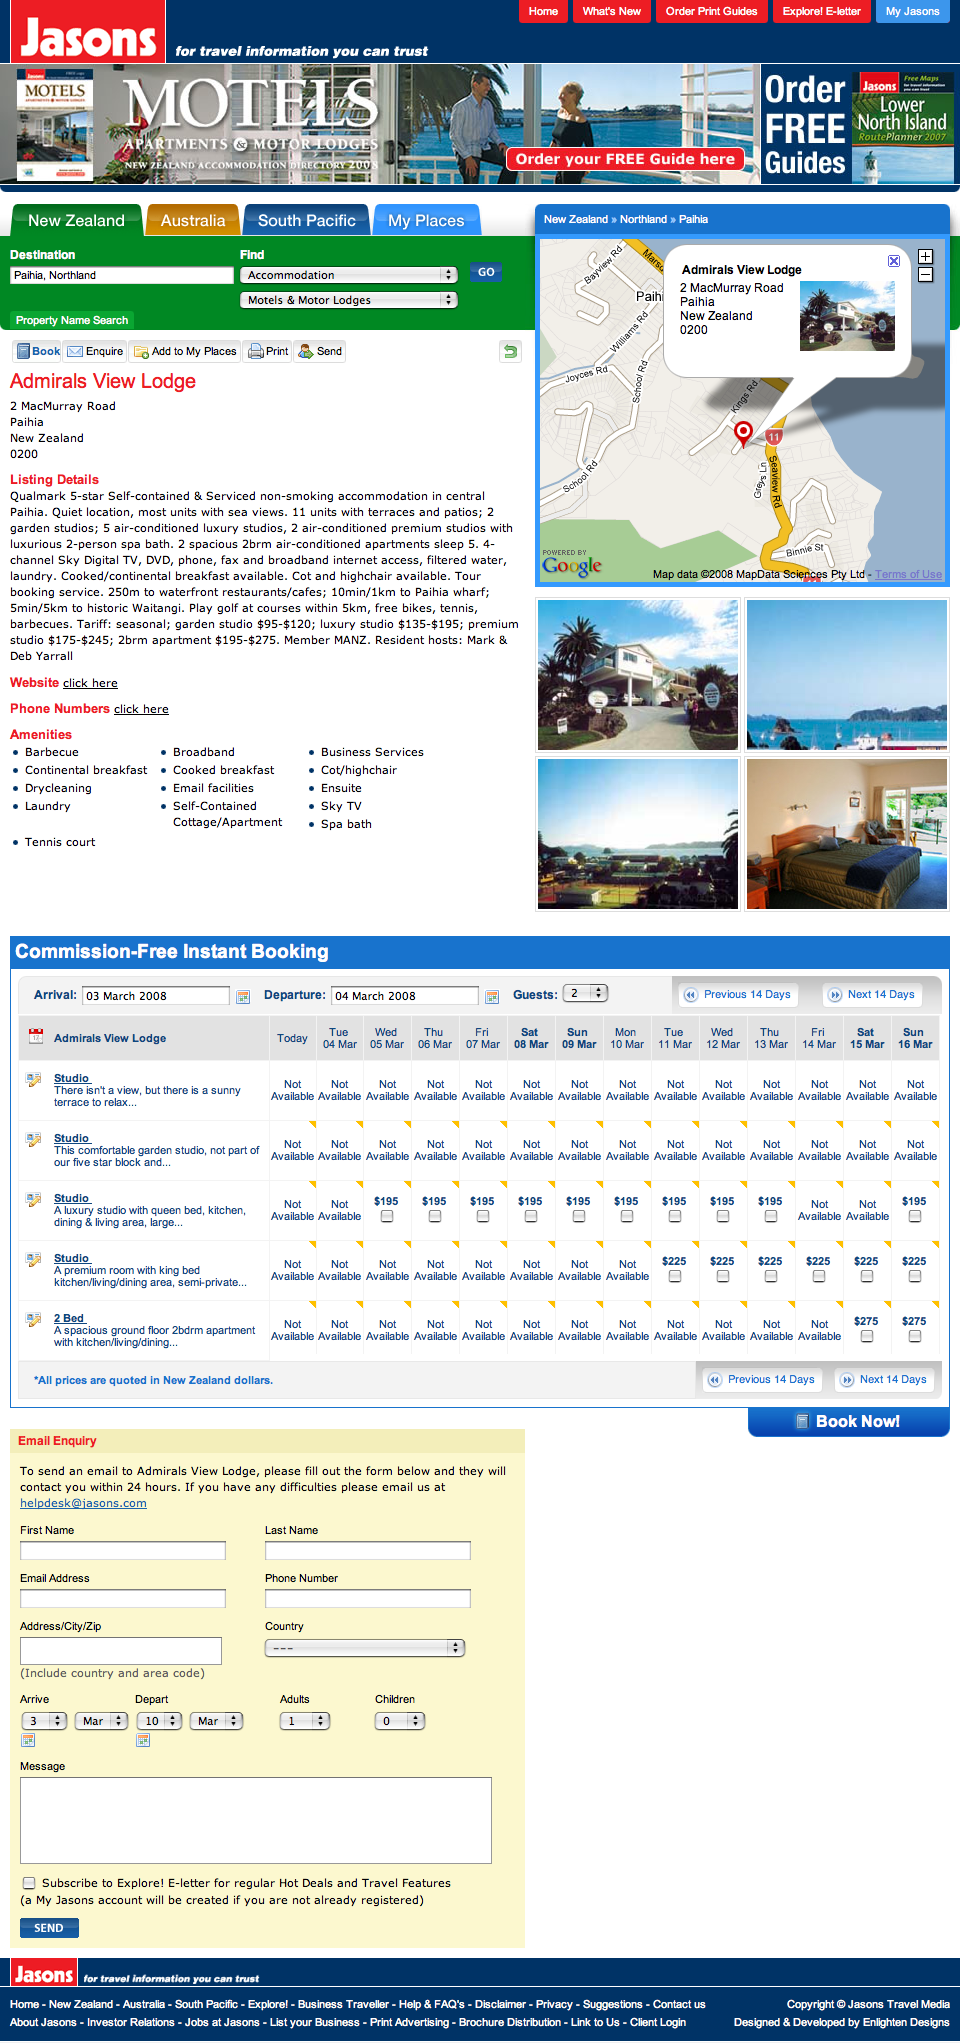 Home
What's New
Order Print Guides
Explore! E-letter
My Jasons
Jasons
for travel information you can trust
MOTELS
APARTMENTS & MOTOR LODGES
NEW ZEALAND ACCOMMODATION DIRECTORY 2008
Order your FREE Guide here
Order
FREE
Guides
Jasons
Free Maps
Lower
North Island
RoutePlanner 2007
New Zealand
Australia
South Pacific
My Places
Destination
Find
Paihia, Northland
Accommodation
GO
Motels & Motor Lodges
Property Name Search
New Zealand » Northland » Paihia
Admirals View Lodge
2 MacMurray Road
Paihia
New Zealand
0200
Bayview Rd
Paihi
Williams Rd
School Rd
Joyces Rd
Kings Rd
11
Seaview Rd
Greys Ln
School Rd
Binnie St
POWERED BY
Google
Map data ©2008 MapData Sciences Pty Ltd - Terms of Use
Book
Enquire
Add to My Places
Print
Send
Admirals View Lodge
2 MacMurray Road
Paihia
New Zealand
0200
Listing Details
Qualmark 5-star Self-contained & Serviced non-smoking accommodation in central
Paihia. Quiet location, most units with sea views. 11 units with terraces and patios; 2
garden studios; 5 air-conditioned luxury studios, 2 air-conditioned premium studios with
luxurious 2-person spa bath. 2 spacious 2brm air-conditioned apartments sleep 5. 4-
channel Sky Digital TV, DVD, phone, fax and broadband internet access, filtered water,
laundry. Cooked/continental breakfast available. Cot and highchair available. Tour
booking service. 250m to waterfront restaurants/cafes; 10min/1km to Paihia wharf;
5min/5km to historic Waitangi. Play golf at courses within 5km, free bikes, tennis,
barbecues. Tariff: seasonal; garden studio $95-$120; luxury studio $135-$195; premium
studio $175-$245; 2brm apartment $195-$275. Member MANZ. Resident hosts: Mark &
Deb Yarrall
Website click here
Phone Numbers click here
Amenities
Barbecue
Broadband
Business Services
Continental breakfast
Cooked breakfast
Cot/highchair
Drycleaning
Email facilities
Ensuite
Laundry
Self-Contained
Cottage/Apartment
Sky TV
Spa bath
Tennis court
Commission-Free Instant Booking
Arrival: 03 March 2008 Departure: 04 March 2008 Guests: 2 Previous 14 Days Next 14 Days
Admirals View Lodge
Today
Tue 04 Mar
Wed 05 Mar
Thu 06 Mar
Fri 07 Mar
Sat 08 Mar
Sun 09 Mar
Mon 10 Mar
Tue 11 Mar
Wed 12 Mar
Thu 13 Mar
Fri 14 Mar
Sat 15 Mar
Sun 16 Mar
Studio
There isn't a view, but there is a sunny
terrace to relax...
Not Not Not Not Not Not Not Not Not Not Not Not Not Not
Available Available Available Available Available Available Available Available Available Available Available Available Available Available
Studio
This comfortable garden studio, not part of
our five star block and...
Not Not Not Not Not Not Not Not Not Not Not Not Not Not
Available Available Available Available Available Available Available Available Available Available Available Available Available Available
Studio
A luxury studio with queen bed, kitchen,
dining & living area, large...
Not Not $195 $195 $195 $195 $195 $195 $195 $195 $195 Not Not $195
Available Available Available Available
Studio
A premium room with king bed
kitchen/living/dining area, semi-private...
Not Not Not Not Not Not Not Not $225 $225 $225 $225 $225 $225
Available Available Available Available Available Available Available Available
2 Bed
A spacious ground floor 2bdrm apartment
with kitchen/living/dining...
Not Not Not Not Not Not Not Not Not Not Not Not $275 $275
Available Available Available Available Available Available Available Available Available Available Available Available
*All prices are quoted in New Zealand dollars.
Previous 14 Days
Next 14 Days
Book Now!
Email Enquiry
To send an email to Admirals View Lodge, please fill out the form below and they will
contact you within 24 hours. If you have any difficulties please email us at
helpdesk@jasons.com
First Name
Last Name
Email Address
Phone Number
Address/City/Zip
Country
---
(Include country and area code)
Arrive
Depart
Adults
Children
3 Mar 10 Mar 1 0
Message
Subscribe to Explore! E-letter for regular Hot Deals and Travel Features
(a My Jasons account will be created if you are not already registered)
SEND
Jasons
for travel information you can trust
Home - New Zealand - Australia - South Pacific - Explore! - Business Traveller - Help & FAQ's - Disclaimer - Privacy - Suggestions - Contact us
Copyright © Jasons Travel Media
About Jasons - Investor Relations - Jobs at Jasons - List your Business - Print Advertising - Brochure Distribution - Link to Us - Client Login
Designed & Developed by Enlighten Designs